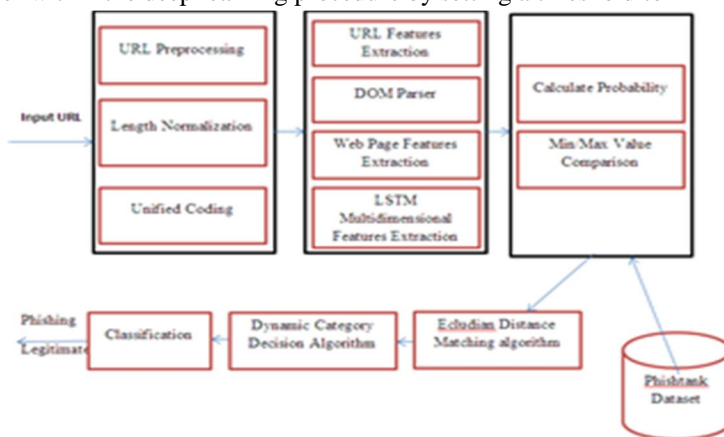 URL Preprocessing
Input URL
Length Normalization
Unified Coding
URL Features
Extraction
DOM Parser
Web Page Features
Extraction
LSTM
Multidimensional
Features Extraction
Calculate Probability
Min/Max Value
Comparison
Ecludian Distance
Matching algorithm
Dynamic Category
Decision Algorithm
Classification
Phishing
Legitimate
Phishtank
Dataset